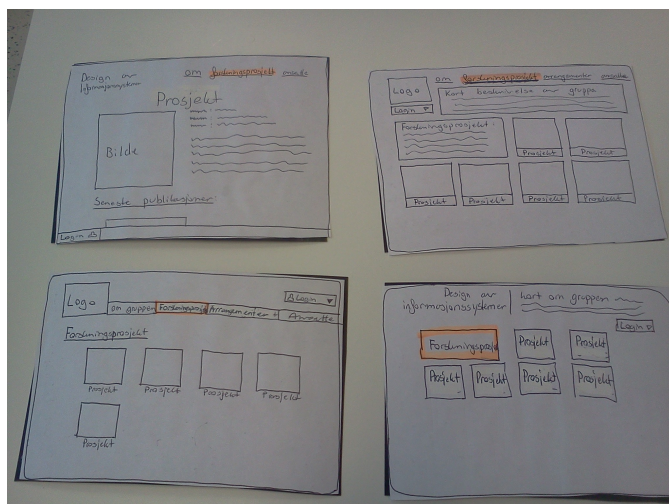 Design av
informasjonssystemer
om forskningsprosjekt ansatte
Prosjekt
Bilde
Seneste publikasjoner:
Login
Logo
Login
om forskningsprosjekt arrangementer ansatte
Kort beskrivelse av gruppe
Forskningsprosjekt:
Prosjekt Prosjekt
Prosjekt Prosjekt Prosjekt Prosjekt
Logo
Login
om gruppen Forskningsprosj Arrangementer Ansatte
Forskningsprosjekt
Prosjekt Prosjekt Prosjekt Prosjekt
Prosjekt
Design av
informasjonssystemer
kort om gruppen
Login
Forskningsprosje Prosjekt Prosjekt
Prosjekt Prosjekt Prosjekt Prosjekt